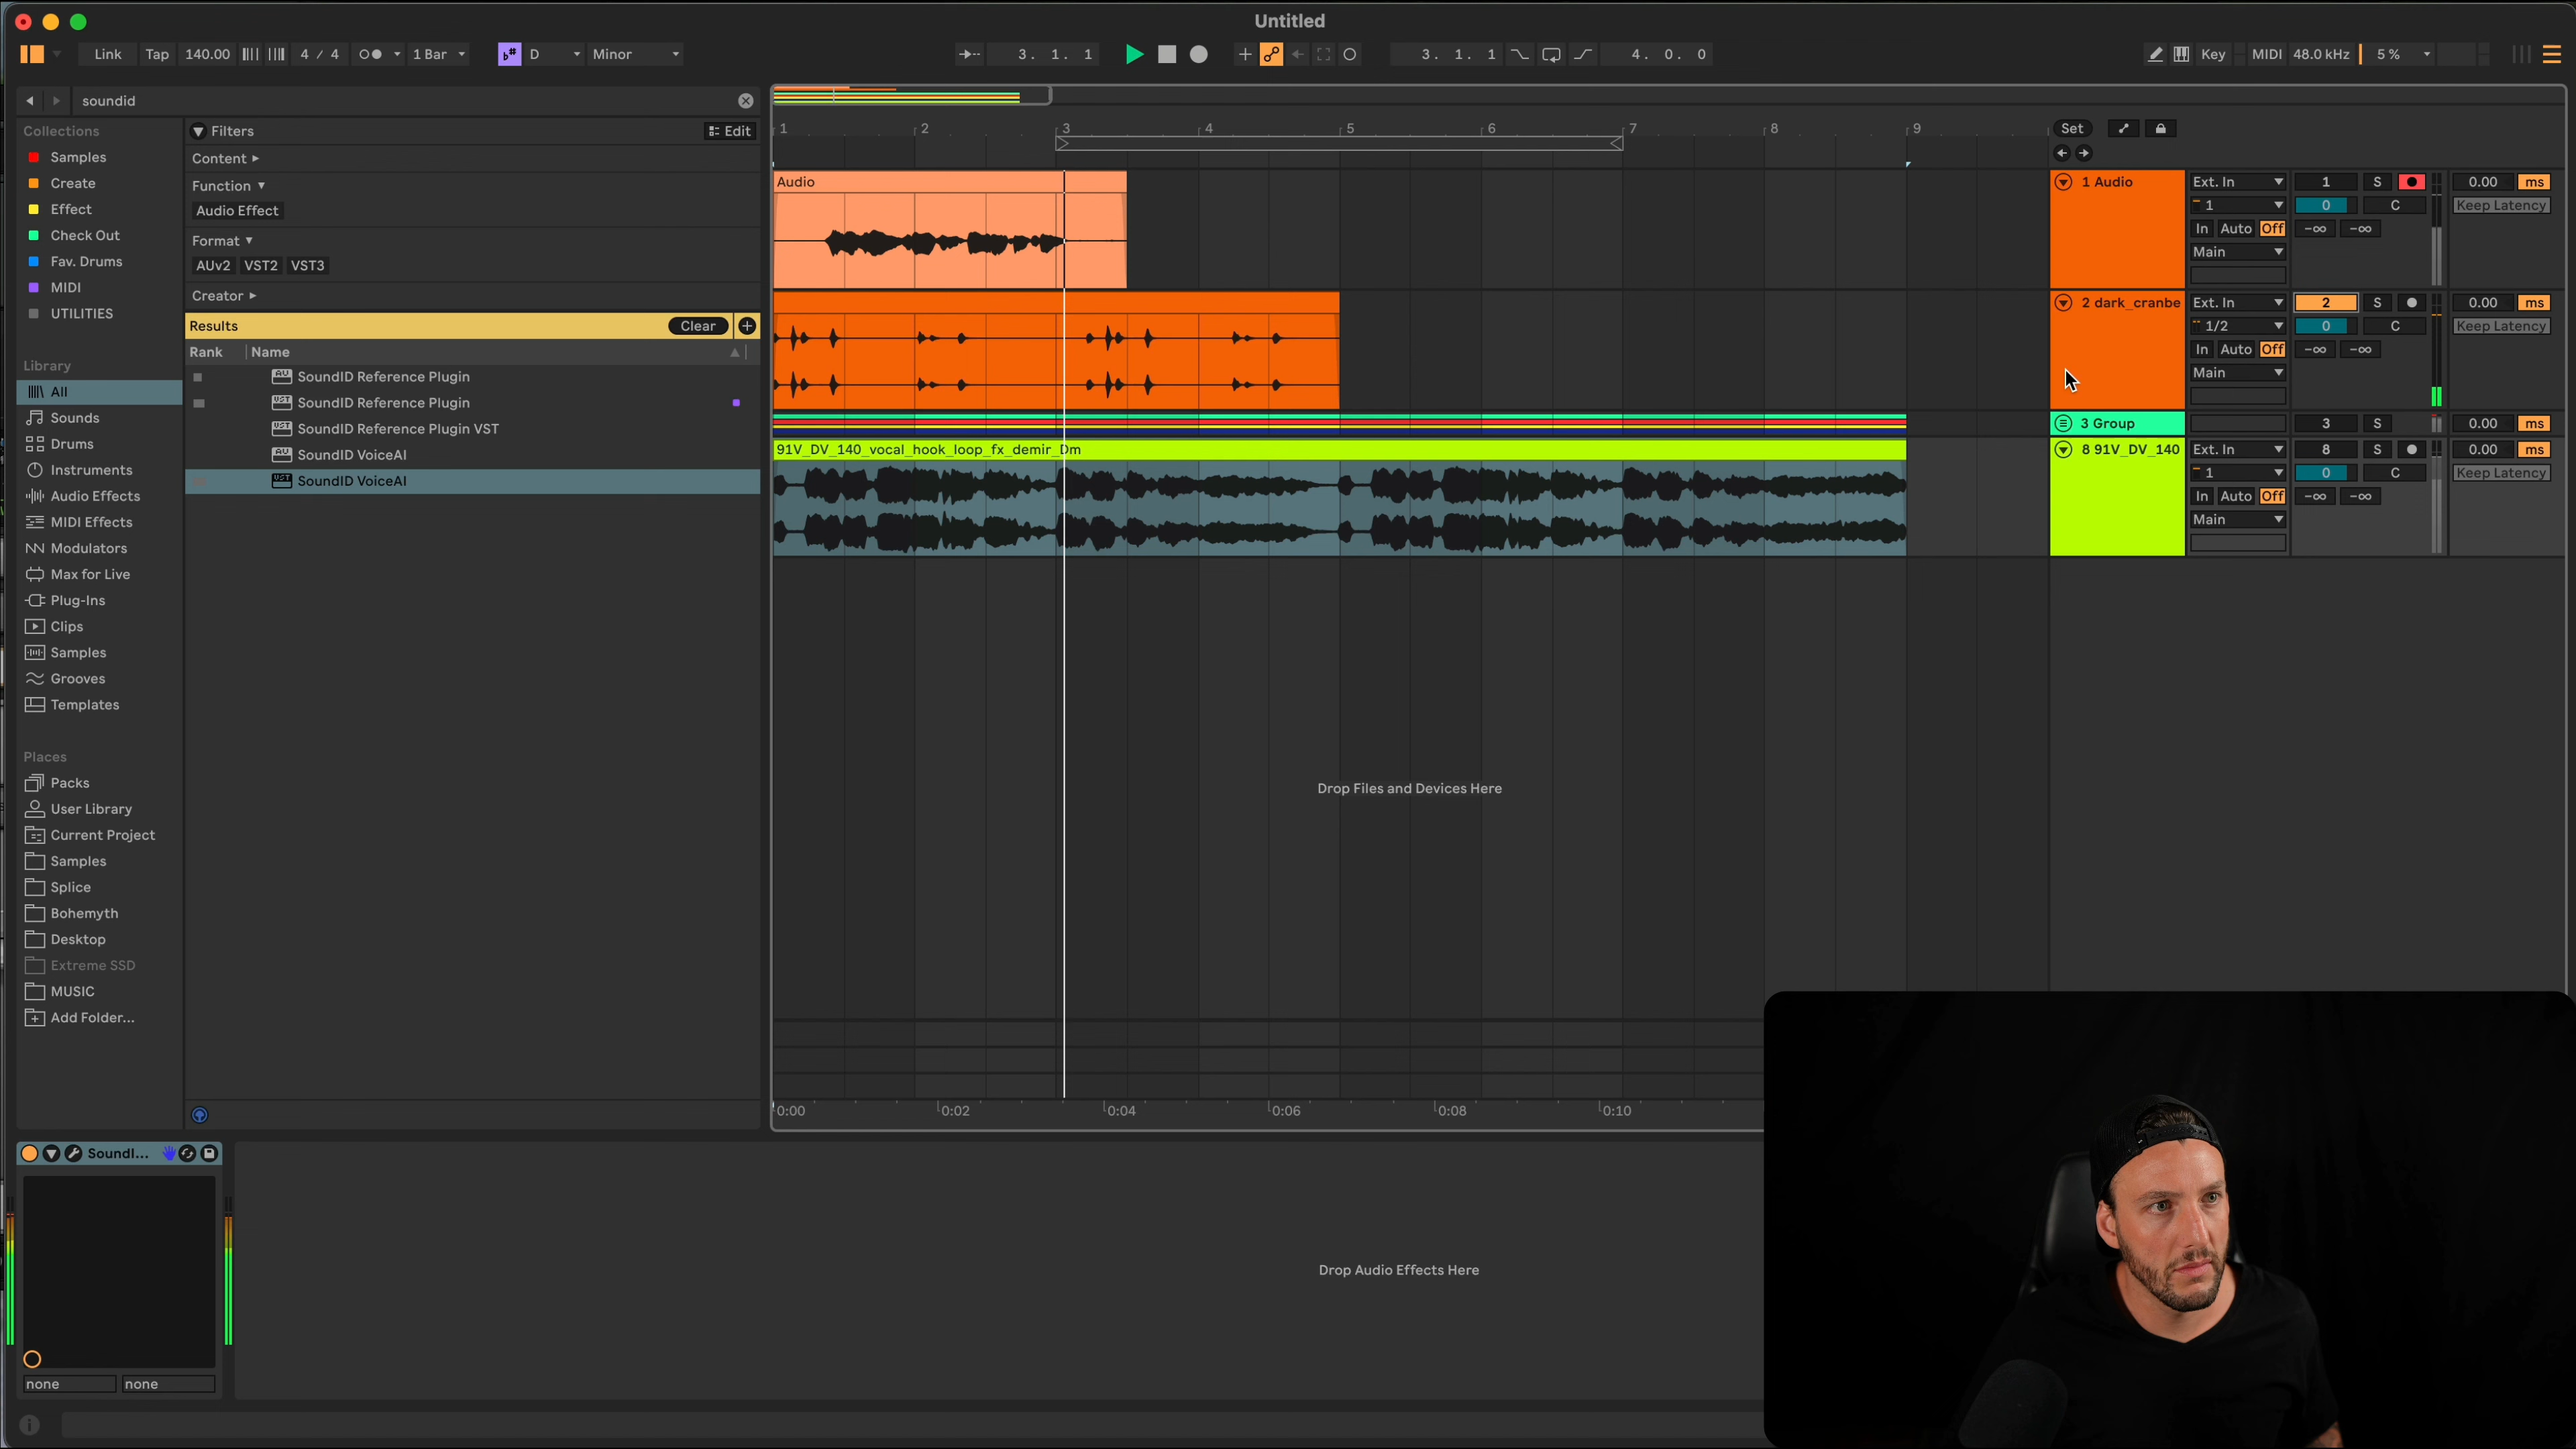 Untitled
Link Tap 140.00 4 / 4 1 Bar D Minor 3. 1. 1 3. 1. 1 4. 0. 0 Key MIDI 48.0 kHz 5 %
soundid
Collections
Samples
Create
Effect
Check Out
Fav. Drums
MIDI
UTILITIES
Library
All
Sounds
Drums
Instruments
Audio Effects
MIDI Effects
Modulators
Max for Live
Plug-Ins
Clips
Samples
Grooves
Templates
Places
Packs
User Library
Current Project
Samples
Splice
Bohemyth
Desktop
Extreme SSD
MUSIC
Add Folder...
Filters Edit
Content
Function
Audio Effect
Format
AUv2 VST2 VST3
Creator
Results Clear
Rank Name
SoundID Reference Plugin
SoundID Reference Plugin
SoundID Reference Plugin VST
SoundID VoiceAI
SoundID VoiceAI
1 2 3 4 5 6 7 8 9
Set
Audio
91V_DV_140_vocal_hook_loop_fx_demir_Dm
1 Audio Ext. In 1 S 0.00 ms
1 0 C Keep Latency
In Auto Off -∞ -∞
Main
2 dark_cranbe Ext. In 2 S 0.00 ms
1/2 0 C Keep Latency
In Auto Off -∞ -∞
Main
3 Group 3 S 0.00 ms
8 91V_DV_140 Ext. In 8 S 0.00 ms
1 0 C Keep Latency
In Auto Off -∞ -∞
Main
Drop Files and Devices Here
0:00 0:02 0:04 0:06 0:08 0:10
SoundI...
none none
Drop Audio Effects Here